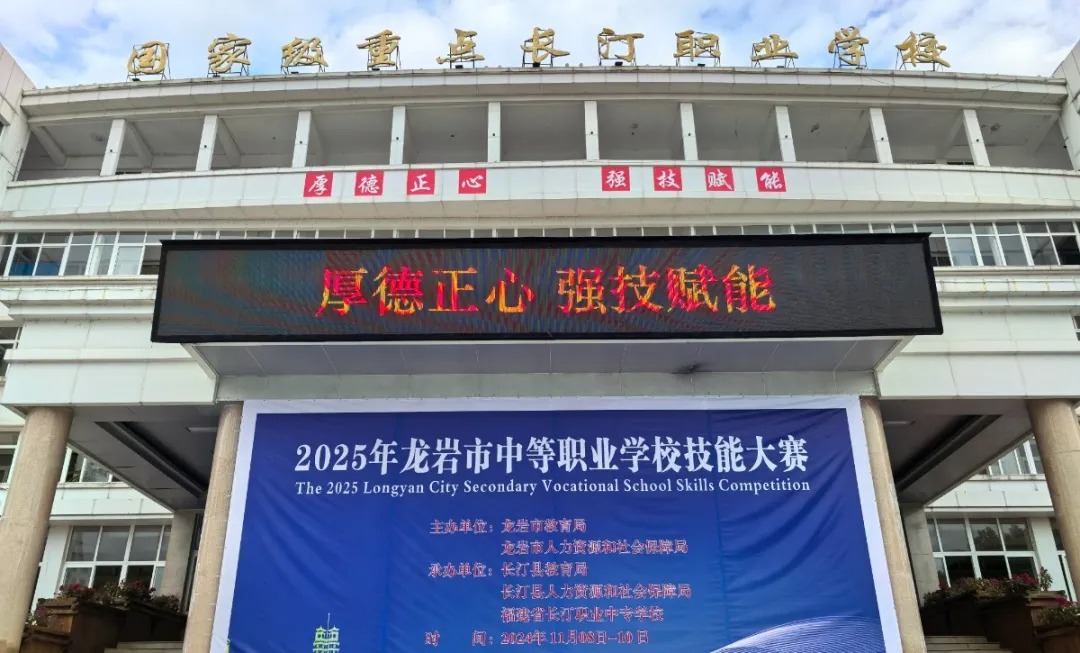 国家级重点长汀职业学校
厚德正心 强技赋能
厚德正心 强技赋能
2025年龙岩市中等职业学校技能大赛
The 2025 Longyan City Secondary Vocational School Skills Competition
主办单位：龙岩市教育局
龙岩市人力资源和社会保障局
承办单位：长汀县教育局
长汀县人力资源和社会保障局
福建省长汀职业中专学校
时 间：2024年11月08日-10日